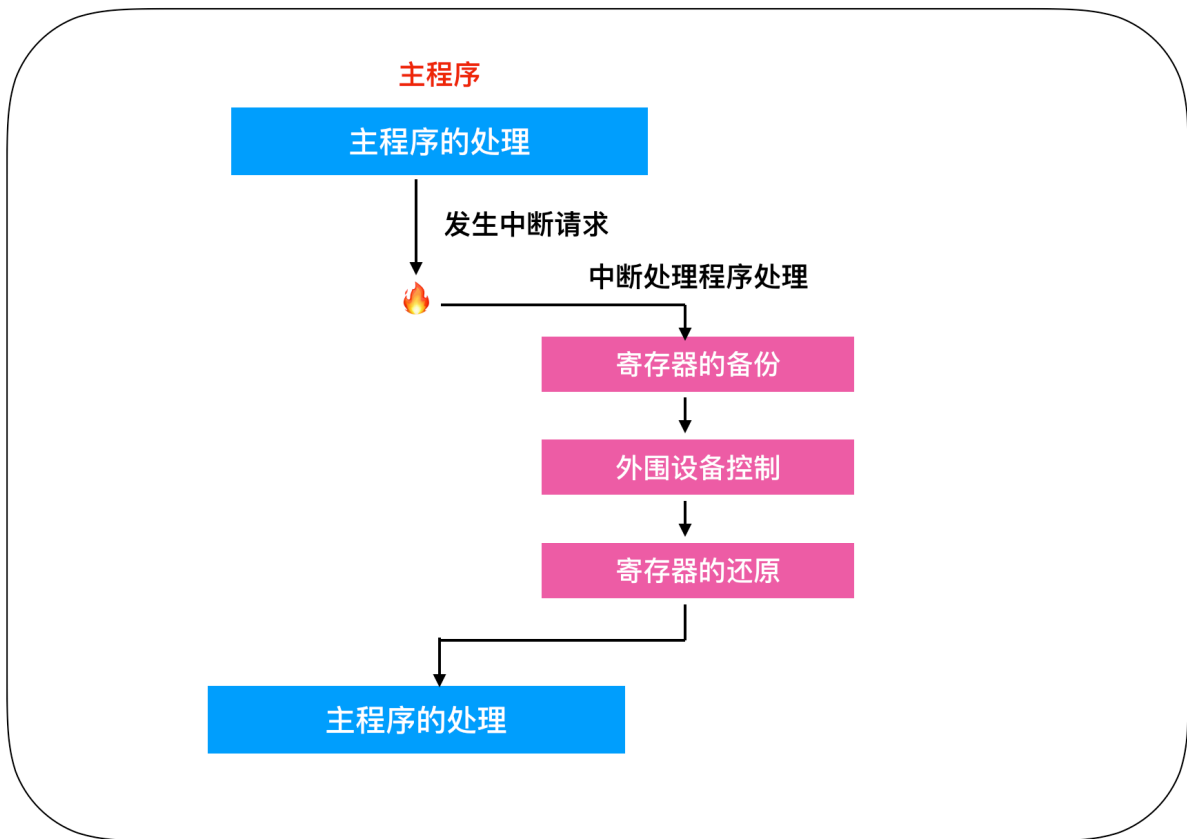 主程序
主程序的处理
发生中断请求
中断处理程序处理
寄存器的备份
外围设备控制
寄存器的还原
主程序的处理